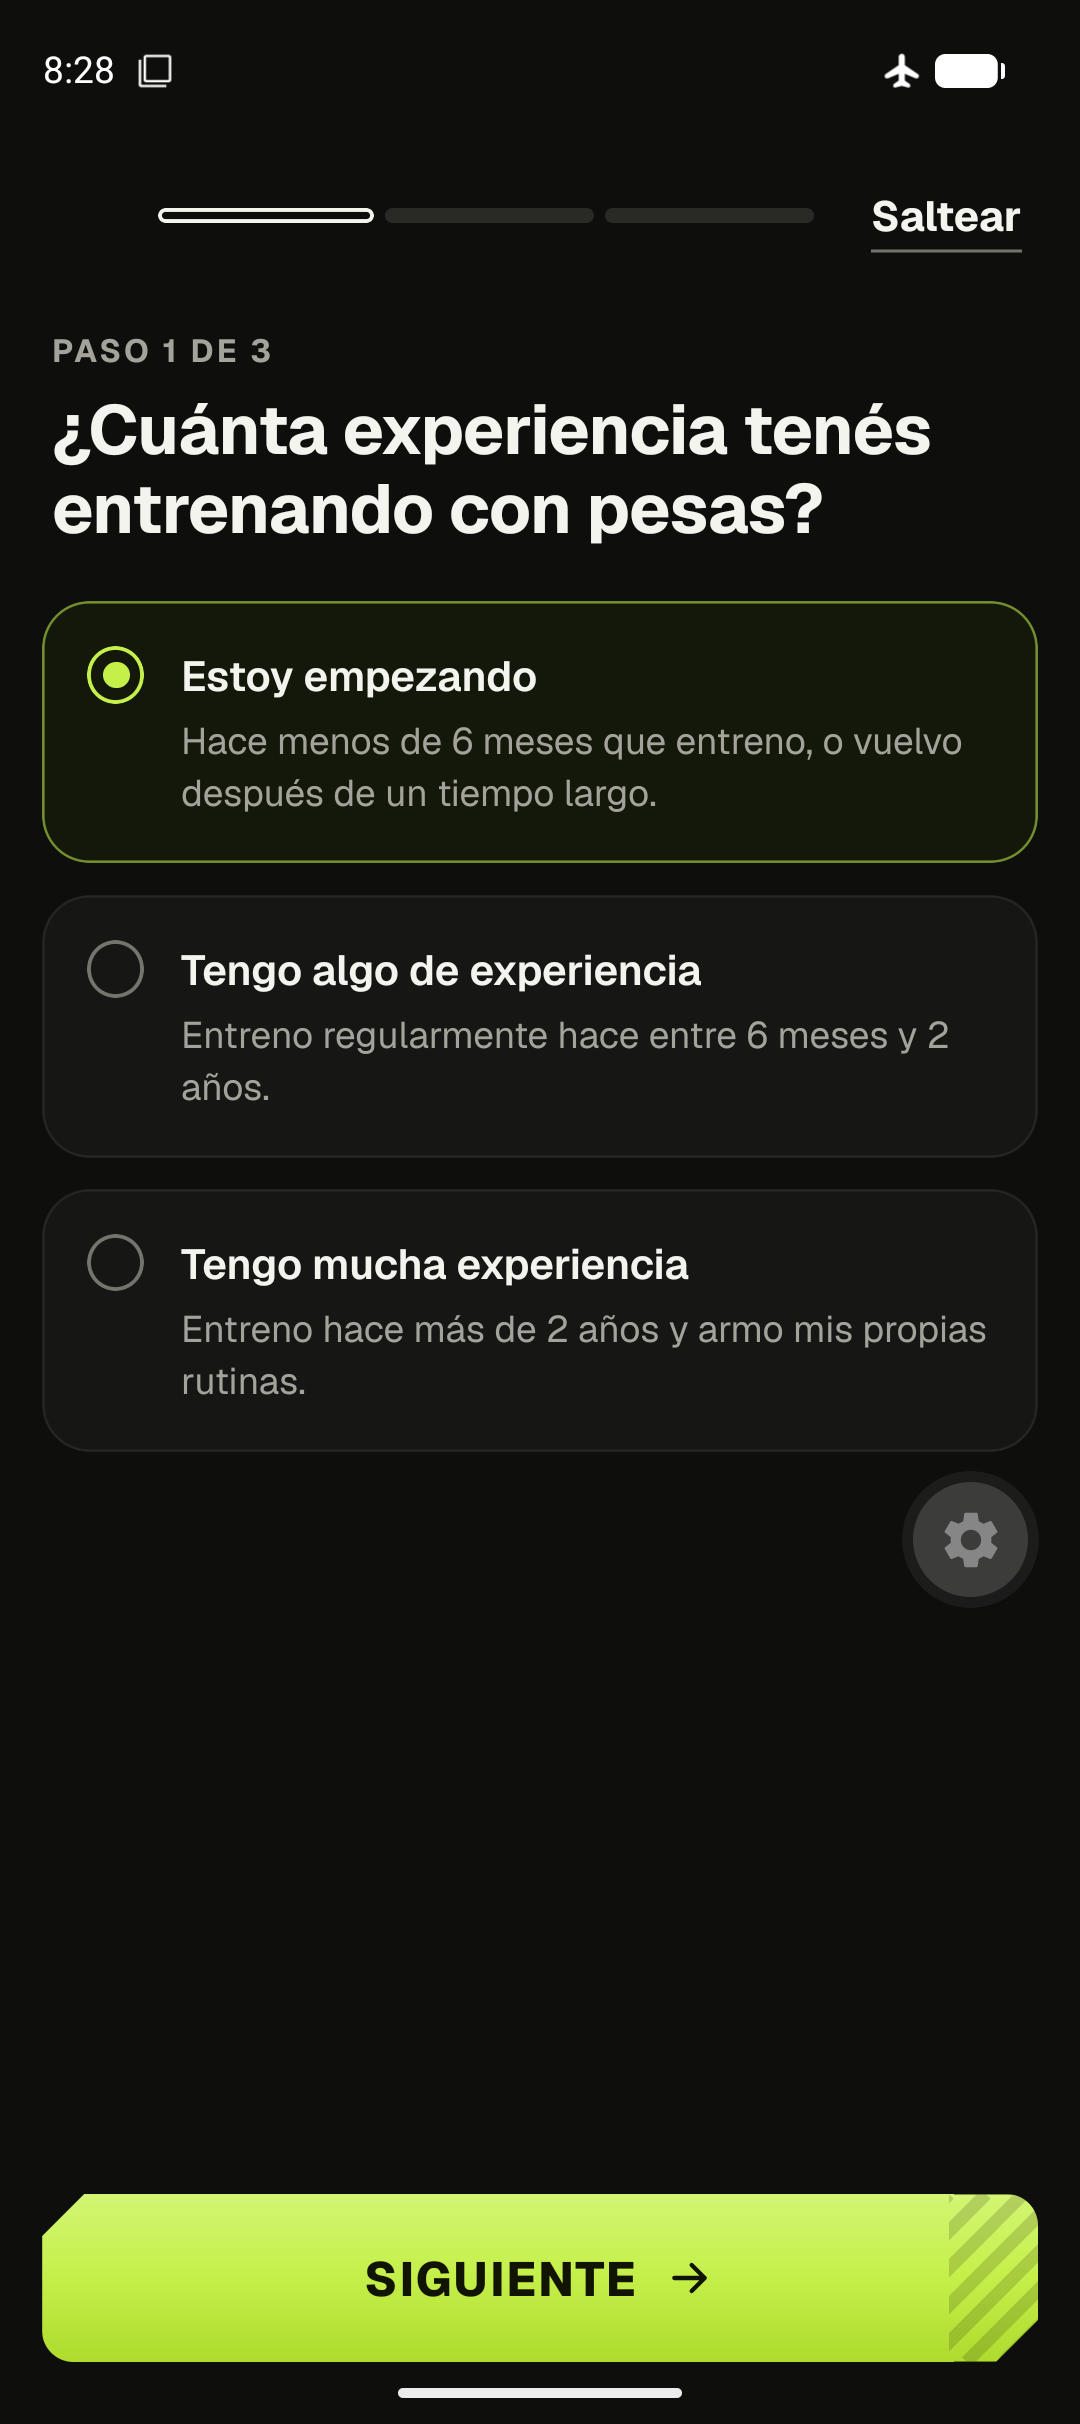 8:28
Saltear
PASO 1 DE 3
¿Cuánta experiencia tenés
entrenando con pesas?
Estoy empezando
Hace menos de 6 meses que entreno, o vuelvo
después de un tiempo largo.
Tengo algo de experiencia
Entreno regularmente hace entre 6 meses y 2
años.
Tengo mucha experiencia
Entreno hace más de 2 años y armo mis propias
rutinas.
SIGUIENTE →